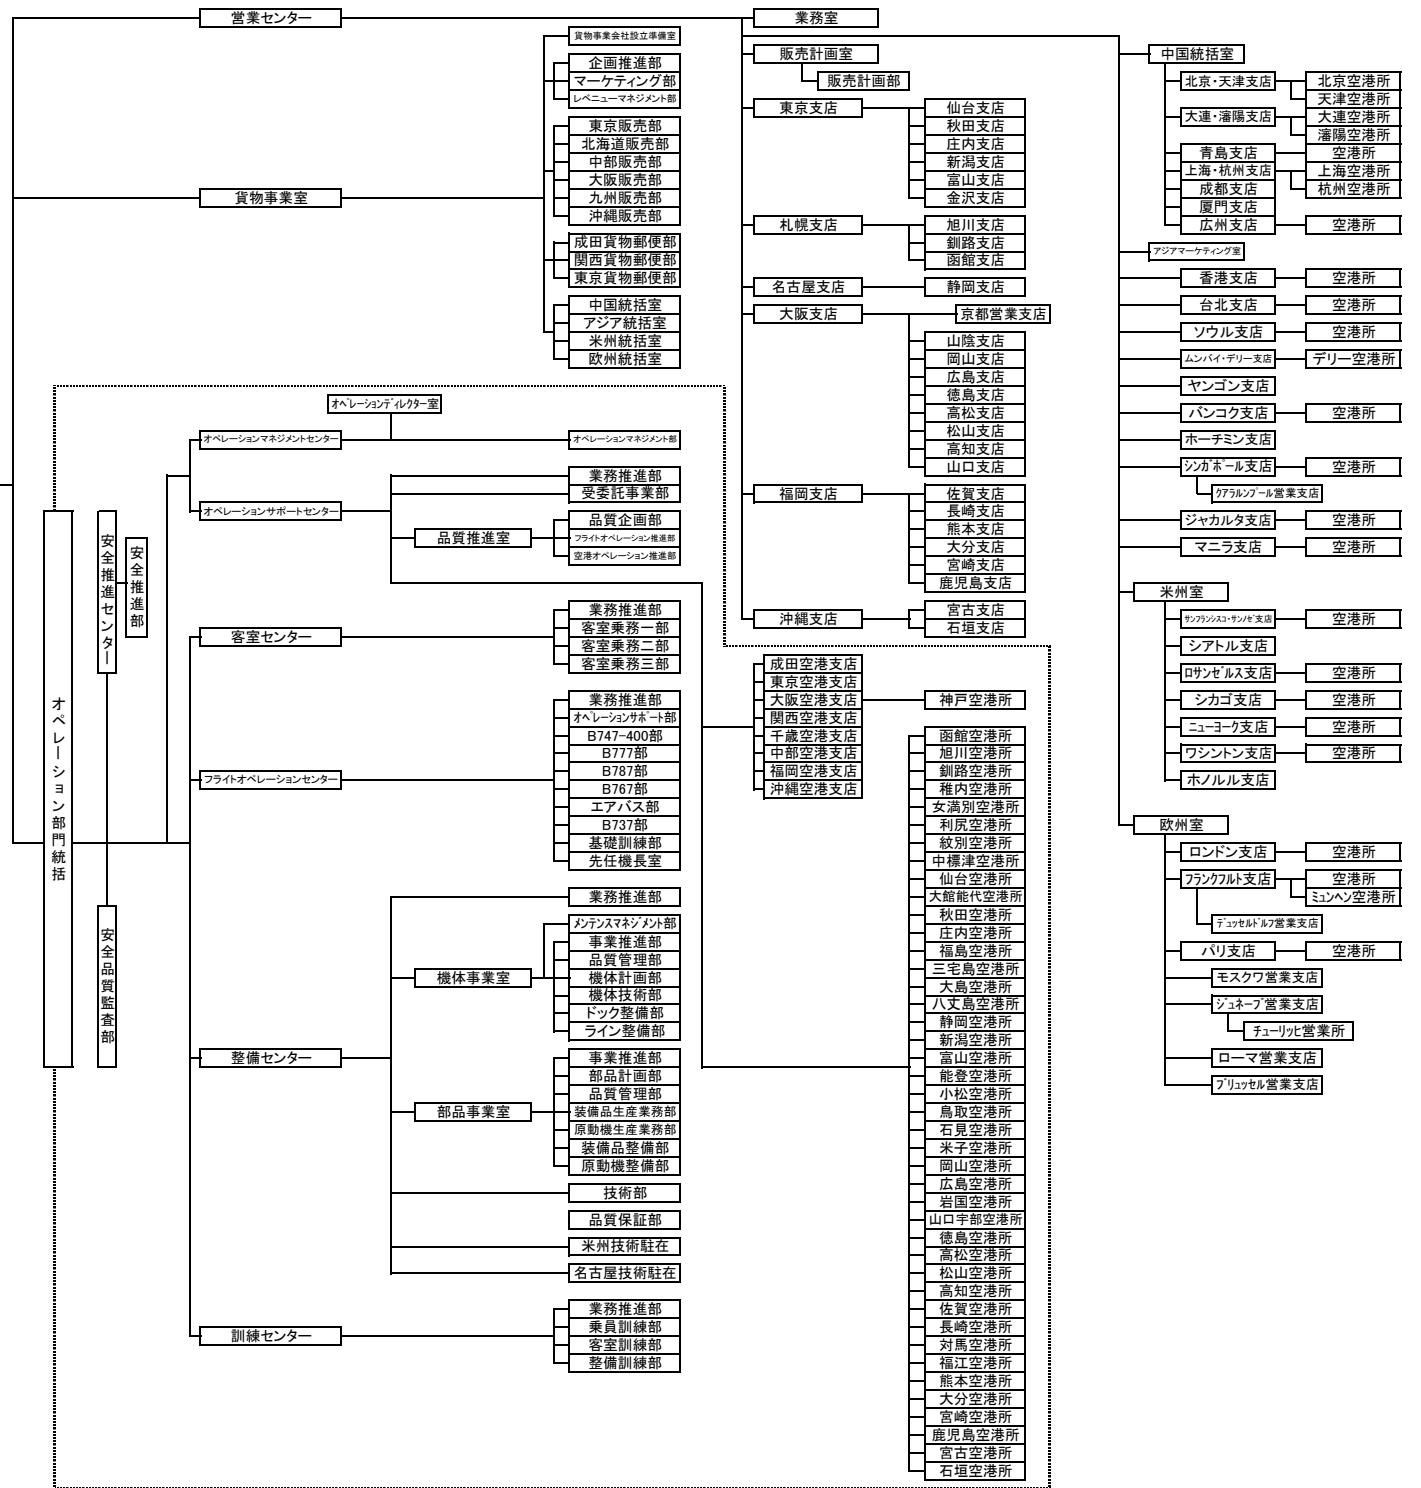 営業センター
貨物事業室
貨物事業会社設立準備室
企画推進部
マーケティング部
レベニューマネジメント部
東京販売部
北海道販売部
中部販売部
大阪販売部
九州販売部
沖縄販売部
成田貨物郵便部
関西貨物郵便部
東京貨物郵便部
中国統括室
アジア統括室
米州統括室
欧州統括室
業務室
販売計画室
販売計画部
東京支店
仙台支店
秋田支店
庄内支店
新潟支店
富山支店
金沢支店
札幌支店
旭川支店
釧路支店
函館支店
名古屋支店
静岡支店
大阪支店
京都営業支店
山陰支店
岡山支店
広島支店
徳島支店
高松支店
松山支店
高知支店
山口支店
福岡支店
佐賀支店
長崎支店
熊本支店
大分支店
宮崎支店
鹿児島支店
沖縄支店
宮古支店
石垣支店
中国統括室
北京・天津支店
北京空港所
天津空港所
大連・瀋陽支店
大連空港所
瀋陽空港所
青島支店
空港所
上海・杭州支店
上海空港所
杭州空港所
成都支店
厦門支店
広州支店
空港所
アジアマーケティング室
香港支店
空港所
台北支店
空港所
ソウル支店
空港所
ムンバイ・デリー支店
デリー空港所
ヤンゴン支店
バンコク支店
空港所
ホーチミン支店
シンガポール支店
空港所
クアラルンプール営業支店
ジャカルタ支店
空港所
マニラ支店
空港所
米州室
サンフランシスコ・サンノゼ支店
空港所
シアトル支店
ロサンゼルス支店
空港所
シカゴ支店
空港所
ニューヨーク支店
空港所
ワシントン支店
空港所
ホノルル支店
欧州室
ロンドン支店
空港所
フランクフルト支店
空港所
ミュンヘン空港所
デュッセルドルフ営業支店
パリ支店
空港所
モスクワ営業支店
ジュネーブ営業支店
チューリッヒ営業所
ローマ営業支店
ブリュッセル営業支店
オペレーション部門統括
安全推進センター
安全推進部
安全品質監査部
オペレーションディレクター室
オペレーションマネジメントセンター
オペレーションマネジメント部
オペレーションサポートセンター
業務推進部
受委託事業部
品質推進室
品質企画部
フライトオペレーション推進部
空港オペレーション推進部
客室センター
業務推進部
客室乗務一部
客室乗務二部
客室乗務三部
フライトオペレーションセンター
業務推進部
オペレーションサポート部
B747-400部
B777部
B787部
B767部
エアバス部
B737部
基礎訓練部
先任機長室
整備センター
業務推進部
機体事業室
メンテンスマネジメント部
事業推進部
品質管理部
機体計画部
機体技術部
ドック整備部
ライン整備部
部品事業室
事業推進部
部品計画部
品質管理部
装備品生産業務部
原動機生産業務部
装備品整備部
原動機整備部
技術部
品質保証部
米州技術駐在
名古屋技術駐在
訓練センター
業務推進部
乗員訓練部
客室訓練部
整備訓練部
成田空港支店
東京空港支店
大阪空港支店
関西空港支店
千歳空港支店
中部空港支店
福岡空港支店
沖縄空港支店
神戸空港所
函館空港所
旭川空港所
釧路空港所
稚内空港所
女満別空港所
利尻空港所
紋別空港所
中標津空港所
仙台空港所
大館能代空港所
秋田空港所
庄内空港所
福島空港所
三宅島空港所
大島空港所
八丈島空港所
静岡空港所
新潟空港所
富山空港所
能登空港所
小松空港所
鳥取空港所
石見空港所
米子空港所
岡山空港所
広島空港所
岩国空港所
山口宇部空港所
徳島空港所
高松空港所
松山空港所
高知空港所
佐賀空港所
長崎空港所
対馬空港所
福江空港所
熊本空港所
大分空港所
宮崎空港所
鹿児島空港所
宮古空港所
石垣空港所